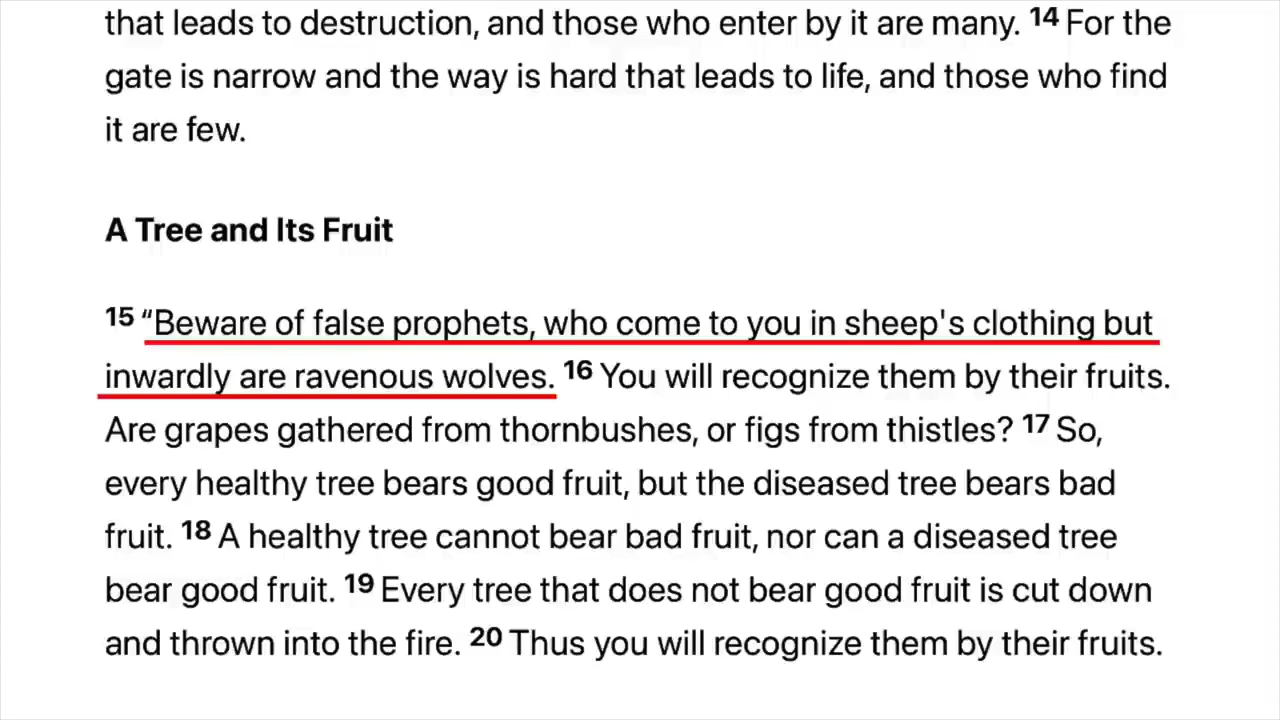 that leads to destruction, and those who enter by it are many. 14 For the
gate is narrow and the way is hard that leads to life, and those who find
it are few.
A Tree and Its Fruit
15 “Beware of false prophets, who come to you in sheep's clothing but
inwardly are ravenous wolves. 16 You will recognize them by their fruits.
Are grapes gathered from thornbushes, or figs from thistles? 17 So,
every healthy tree bears good fruit, but the diseased tree bears bad
fruit. 18 A healthy tree cannot bear bad fruit, nor can a diseased tree
bear good fruit. 19 Every tree that does not bear good fruit is cut down
and thrown into the fire. 20 Thus you will recognize them by their fruits.